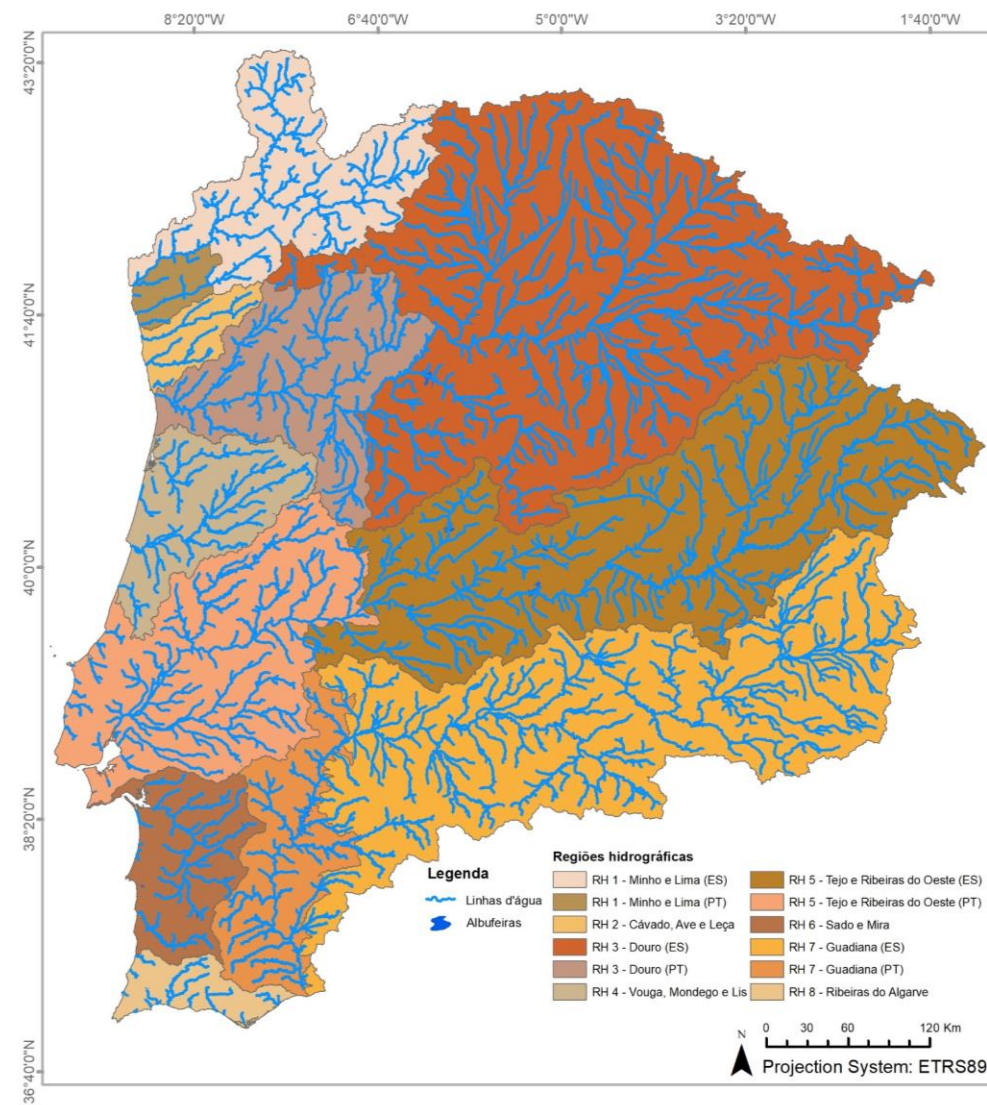 8°20'0"W 6°40'0"W 5°0'0"W 3°20'0"W 1°40'0"W
43°20'0"N
41°40'0"N
40°0'0"N
38°20'0"N
36°40'0"N
Legenda
Linhas d'água
Albufeiras
Regiões hidrográficas
RH 1 - Minho e Lima (ES)
RH 1 - Minho e Lima (PT)
RH 2 - Cávado, Ave e Leça
RH 3 - Douro (ES)
RH 3 - Douro (PT)
RH 4 - Vouga, Mondego e Lis
RH 5 - Tejo e Ribeiras do Oeste (ES)
RH 5 - Tejo e Ribeiras do Oeste (PT)
RH 6 - Sado e Mira
RH 7 - Guadiana (ES)
RH 7 - Guadiana (PT)
RH 8 - Ribeiras do Algarve
N
0 30 60 120 Km
Projection System: ETRS89